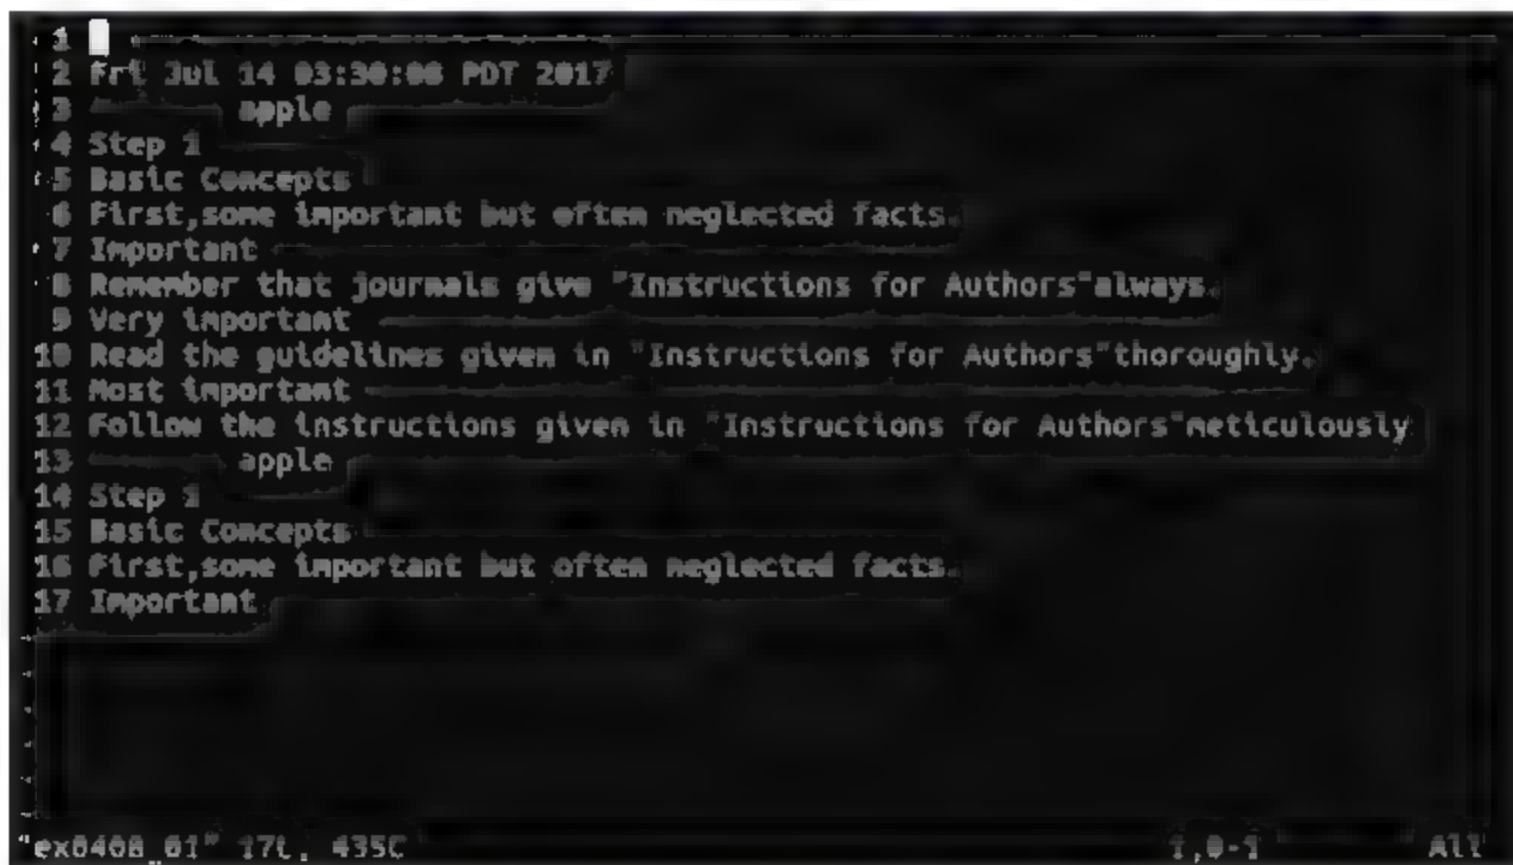 1
2 Fri Jul 14 03:30:06 PDT 2017
3 apple
4 Step 1
5 Basic Concepts
6 First,some important but often neglected facts.
7 Important
8 Remember that journals give "Instructions for Authors"always.
9 Very important
10 Read the guidelines given in "Instructions for Authors"thoroughly.
11 Most important
12 Follow the instructions given in "Instructions for Authors"meticulously
13 apple
14 Step 1
15 Basic Concepts
16 First,some important but often neglected facts.
17 Important
~
~
~
~
~
~
17L, 435C 1,0-1 All